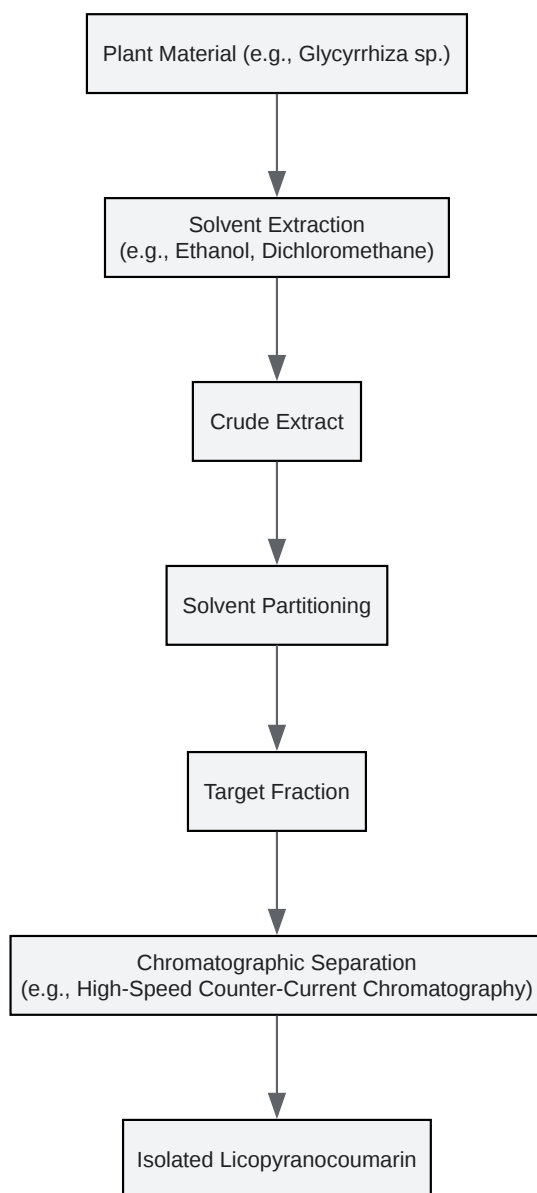 Plant Material (e.g., Glycyrrhiza sp.)
Solvent Extraction
(e.g., Ethanol, Dichloromethane)
Crude Extract
Solvent Partitioning
Target Fraction
Chromatographic Separation
(e.g., High-Speed Counter-Current Chromatography)
Isolated Licopyranocoumarin